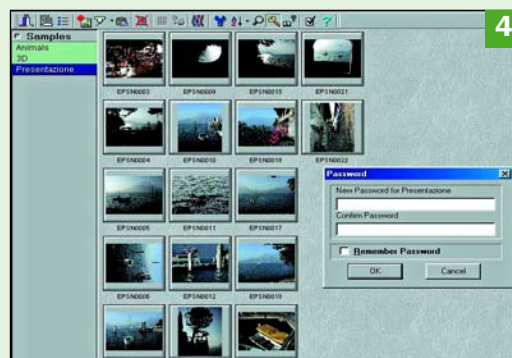 4
Samples
Animals
3D
Presentazione
EPSN0003 EPSN0009 EPSN0015 EPSN0021
EPSN0004 EPSN0010 EPSN0016 EPSN0022
EPSN0005 EPSN0011 EPSN0017
EPSN0006 EPSN0012 EPSN0019
Password
New Password for Presentazione
Confirm Password
Remember Password
OK Cancel